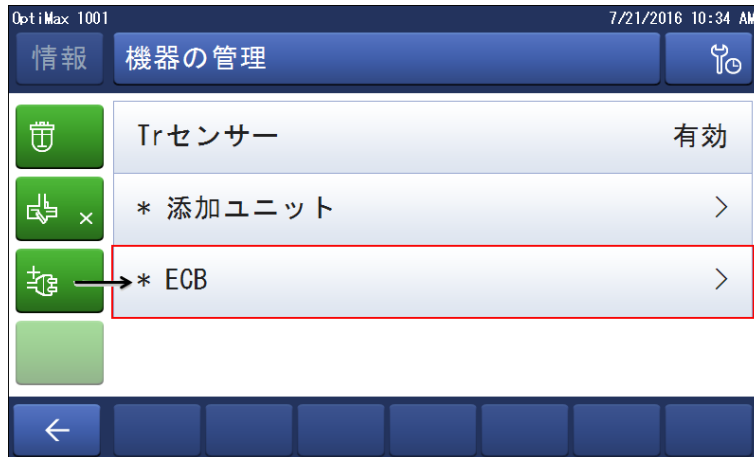 OptiMax 1001
7/21/2016 10:34 AM
情報
機器の管理
Trセンサー
有効
* 添加ユニット
* ECB